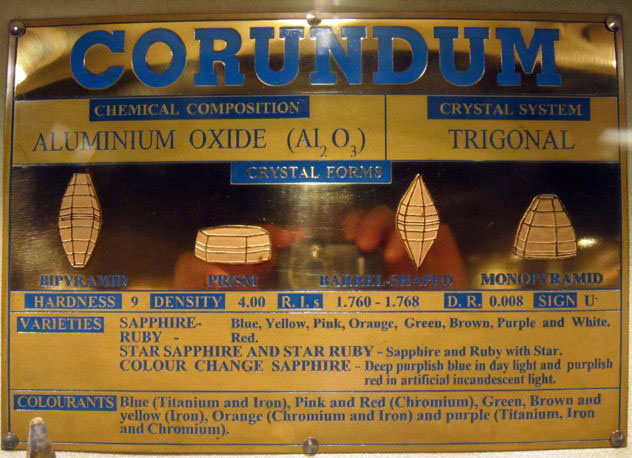 CORUNDUM
CHEMICAL COMPOSITION CRYSTAL SYSTEM
ALUMINIUM OXIDE (Al₂O₃) TRIGONAL
CRYSTAL FORMS
BIPYRAMID PRISM BARREL-SHAPED MONOPYRAMID
HARDNESS 9 DENSITY 4.00 R.I.s 1.760 - 1.768 D.R. 0.008 SIGN U-
VARIETIES SAPPHIRE- Blue, Yellow, Pink, Orange, Green, Brown, Purple and White.
RUBY - Red.
STAR SAPPHIRE AND STAR RUBY - Sapphire and Ruby with Star.
COLOUR CHANGE SAPPHIRE - Deep purplish blue in day light and purplish
red in artificial incandescent light.
COLOURANTS Blue (Titanium and Iron), Pink and Red (Chromium), Green, Brown and
yellow (Iron), Orange (Chromium and Iron) and purple (Titanium, Iron
and Chromium).